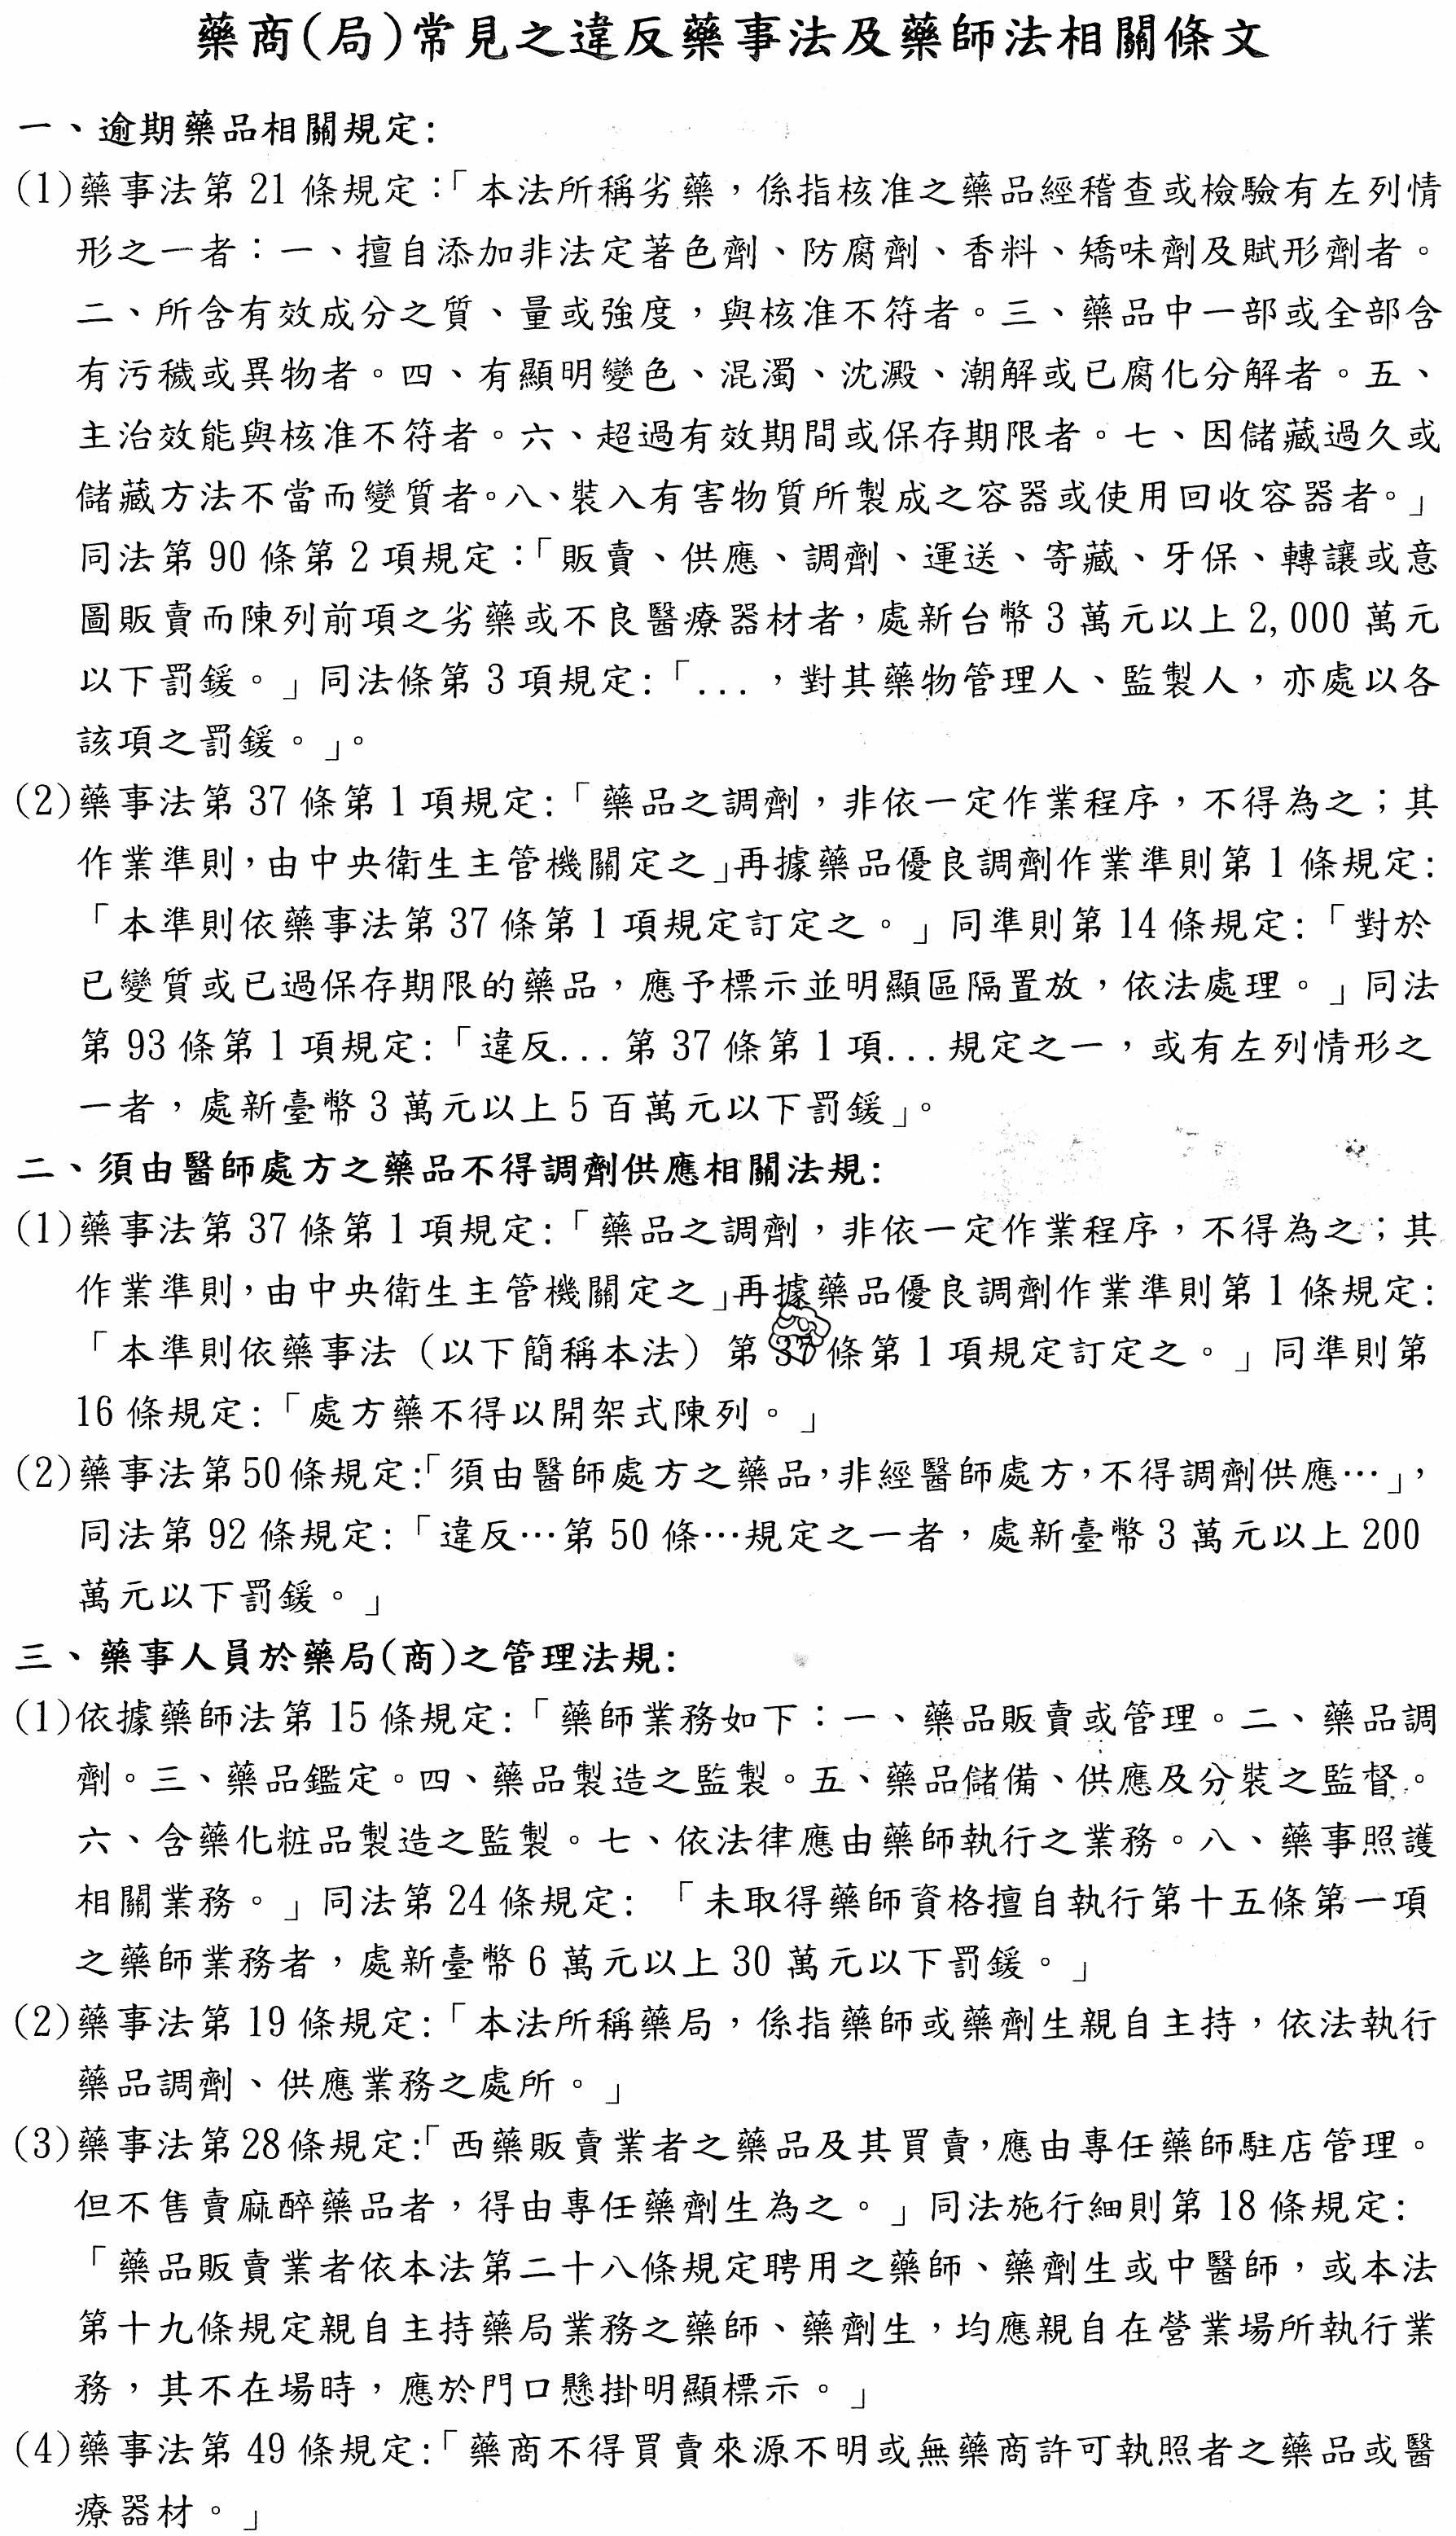 藥商(局)常見之違反藥事法及藥師法相關條文
一、逾期藥品相關規定:
(1)藥事法第 21 條規定：「本法所稱劣藥，係指核准之藥品經稽查或檢驗有左列情
形之一者：一、擅自添加非法定著色劑、防腐劑、香料、矯味劑及賦形劑者。
二、所含有效成分之質、量或強度，與核准不符者。三、藥品中一部或全部含
有污穢或異物者。四、有顯明變色、混濁、沈澱、潮解或已腐化分解者。五、
主治效能與核准不符者。六、超過有效期間或保存期限者。七、因儲藏過久或
儲藏方法不當而變質者。八、裝入有害物質所製成之容器或使用回收容器者。」
同法第 90 條第 2 項規定：「販賣、供應、調劑、運送、寄藏、牙保、轉讓或意
圖販賣而陳列前項之劣藥或不良醫療器材者，處新台幣 3 萬元以上 2,000 萬元
以下罰鍰。」同法條第 3 項規定:「...，對其藥物管理人、監製人，亦處以各
該項之罰鍰。」。
(2)藥事法第 37 條第 1 項規定:「藥品之調劑，非依一定作業程序，不得為之；其
作業準則，由中央衛生主管機關定之」再據藥品優良調劑作業準則第 1 條規定:
「本準則依藥事法第 37 條第 1 項規定訂定之。」同準則第 14 條規定:「對於
已變質或已過保存期限的藥品，應予標示並明顯區隔置放，依法處理。」同法
第 93 條第 1 項規定:「違反...第 37 條第 1 項...規定之一，或有左列情形之
一者，處新臺幣 3 萬元以上 5 百萬元以下罰鍰」。
二、須由醫師處方之藥品不得調劑供應相關法規:
(1)藥事法第 37 條第 1 項規定:「藥品之調劑，非依一定作業程序，不得為之；其
作業準則，由中央衛生主管機關定之」再據藥品優良調劑作業準則第 1 條規定:
「本準則依藥事法（以下簡稱本法）第 37 條第 1 項規定訂定之。」同準則第
16 條規定:「處方藥不得以開架式陳列。」
(2)藥事法第 50 條規定:「須由醫師處方之藥品，非經醫師處方，不得調劑供應…」，
同法第 92 條規定:「違反…第 50 條…規定之一者，處新臺幣 3 萬元以上 200
萬元以下罰鍰。」
三、藥事人員於藥局(商)之管理法規:
(1)依據藥師法第 15 條規定:「藥師業務如下：一、藥品販賣或管理。二、藥品調
劑。三、藥品鑑定。四、藥品製造之監製。五、藥品儲備、供應及分裝之監督。
六、含藥化粧品製造之監製。七、依法律應由藥師執行之業務。八、藥事照護
相關業務。」同法第 24 條規定: 「未取得藥師資格擅自執行第十五條第一項
之藥師業務者，處新臺幣 6 萬元以上 30 萬元以下罰鍰。」
(2)藥事法第 19 條規定:「本法所稱藥局，係指藥師或藥劑生親自主持，依法執行
藥品調劑、供應業務之處所。」
(3)藥事法第 28 條規定:「西藥販賣業者之藥品及其買賣，應由專任藥師駐店管理。
但不售賣麻醉藥品者，得由專任藥劑生為之。」同法施行細則第 18 條規定:
「藥品販賣業者依本法第二十八條規定聘用之藥師、藥劑生或中醫師，或本法
第十九條規定親自主持藥局業務之藥師、藥劑生，均應親自在營業場所執行業
務，其不在場時，應於門口懸掛明顯標示。」
(4)藥事法第 49 條規定:「藥商不得買賣來源不明或無藥商許可執照者之藥品或醫
療器材。」